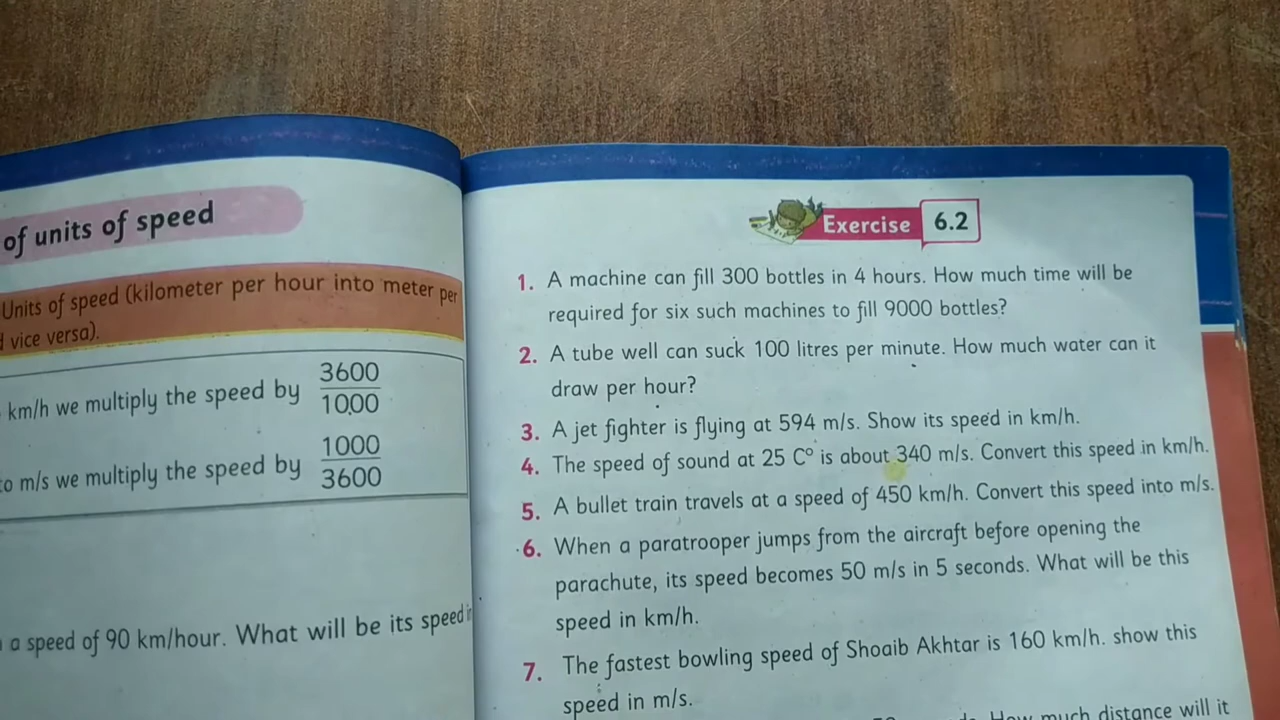 of units of speed
Units of speed (kilometer per hour into meter per
vice versa).
km/h we multiply the speed by 3600
1000
to m/s we multiply the speed by 1000
3600
a speed of 90 km/hour. What will be its speed
Exercise 6.2
1. A machine can fill 300 bottles in 4 hours. How much time will be
required for six such machines to fill 9000 bottles?
2. A tube well can suck 100 litres per minute. How much water can it
draw per hour?
3. A jet fighter is flying at 594 m/s. Show its speed in km/h.
4. The speed of sound at 25 C° is about 340 m/s. Convert this speed in km/h.
5. A bullet train travels at a speed of 450 km/h. Convert this speed into m/s.
6. When a paratrooper jumps from the aircraft before opening the
parachute, its speed becomes 50 m/s in 5 seconds. What will be this
speed in km/h.
7. The fastest bowling speed of Shoaib Akhtar is 160 km/h. show this
speed in m/s.
How much distance will it